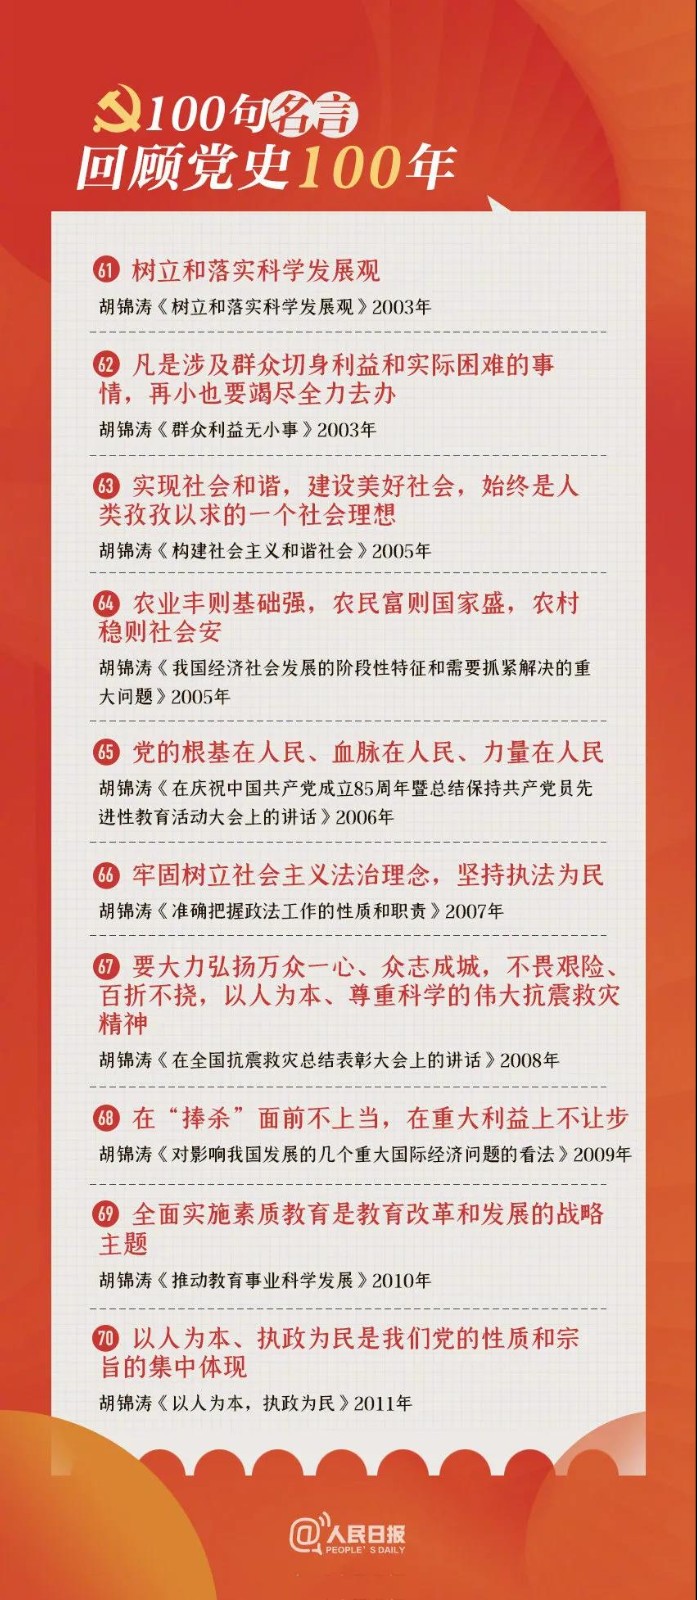 100句名言
回顾党史100年
61 树立和落实科学发展观
胡锦涛《树立和落实科学发展观》2003年
62 凡是涉及群众切身利益和实际困难的事
情，再小也要竭尽全力去办
胡锦涛《群众利益无小事》2003年
63 实现社会和谐，建设美好社会，始终是人
类孜孜以求的一个社会理想
胡锦涛《构建社会主义和谐社会》2005年
64 农业丰则基础强，农民富则国家盛，农村
稳则社会安
胡锦涛《我国经济社会发展的阶段性特征和需要抓紧解决的重
大问题》2005年
65 党的根基在人民、血脉在人民、力量在人民
胡锦涛《在庆祝中国共产党成立85周年暨总结保持共产党员先
进性教育活动大会上的讲话》2006年
66 牢固树立社会主义法治理念，坚持执法为民
胡锦涛《准确把握政法工作的性质和职责》2007年
67 要大力弘扬万众一心、众志成城，不畏艰险、
百折不挠，以人为本、尊重科学的伟大抗震救灾
精神
胡锦涛《在全国抗震救灾总结表彰大会上的讲话》2008年
68 在“捧杀”面前不上当，在重大利益上不让步
胡锦涛《对影响我国发展的几个重大国际经济问题的看法》2009年
69 全面实施素质教育是教育改革和发展的战略
主题
胡锦涛《推动教育事业科学发展》2010年
70 以人为本、执政为民是我们党的性质和宗
旨的集中体现
胡锦涛《以人为本，执政为民》2011年
@人民日报
PEOPLE'S DAILY